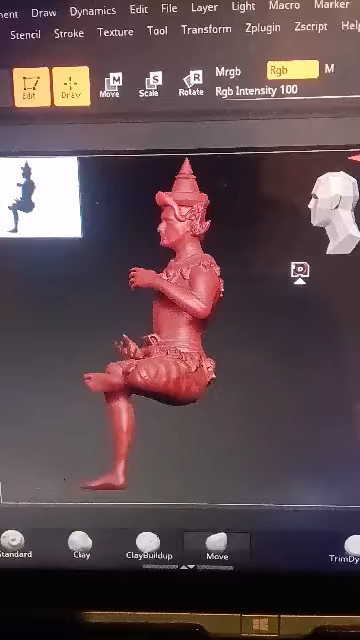 Draw Dynamics Edit File Layer Light Macro Marker
Stencil Stroke Texture Tool Transform Zplugin Zscript
Edit Draw Move Scale Rotate Mrgb Rgb M
Rgb Intensity 100
Standard Clay ClayBuildup Move